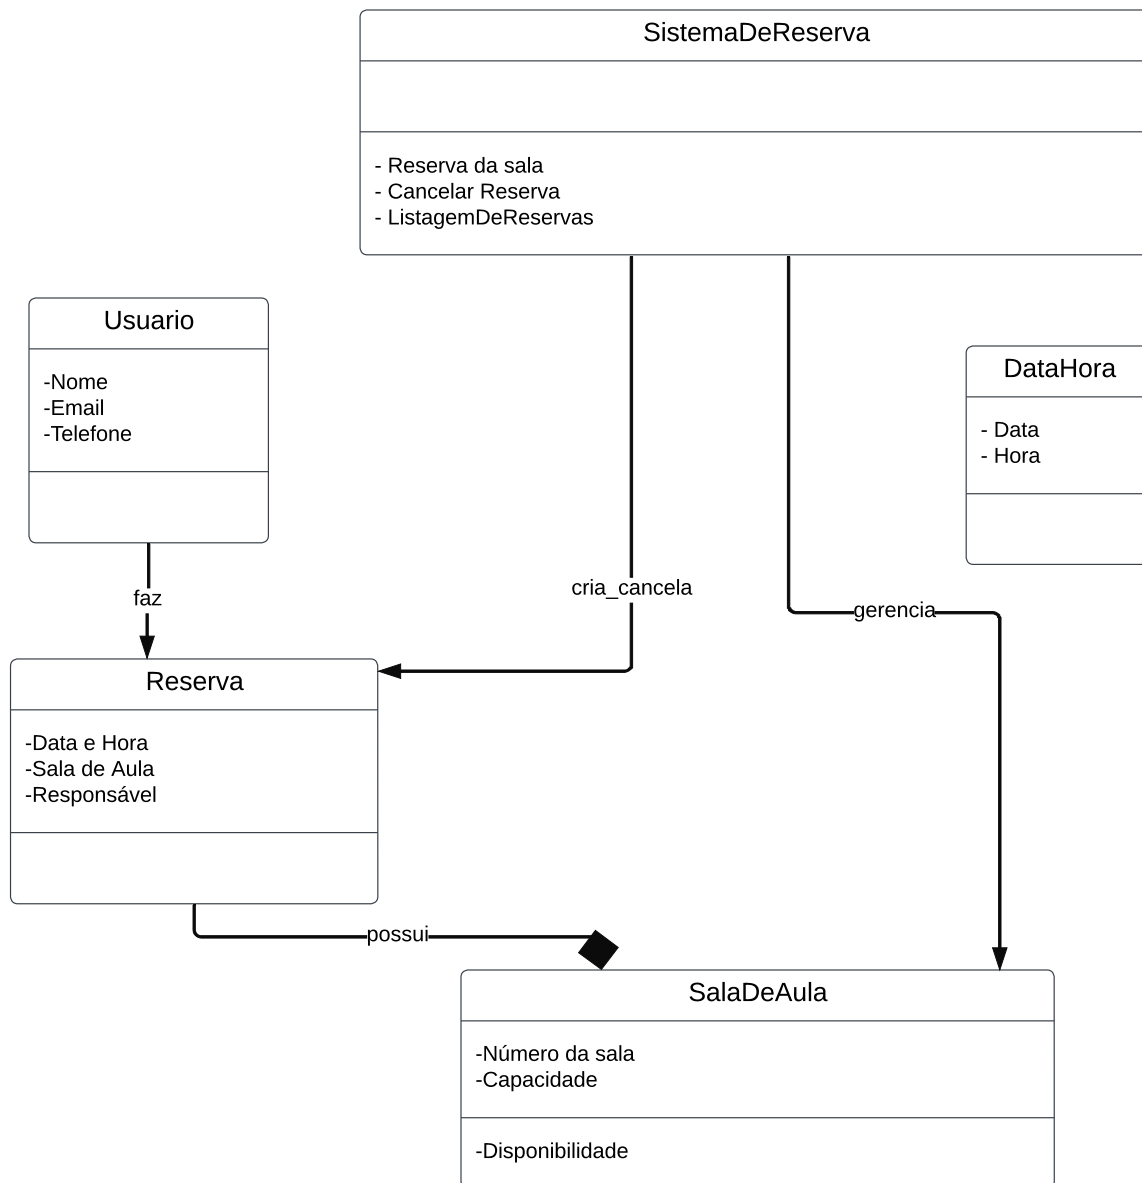 SistemaDeReserva
- Reserva da sala
- Cancelar Reserva
- ListagemDeReservas
Usuario
-Nome
-Email
-Telefone
DataHora
- Data
- Hora
faz
cria_cancela
gerencia
Reserva
-Data e Hora
-Sala de Aula
-Responsável
possui
SalaDeAula
-Número da sala
-Capacidade
-Disponibilidade